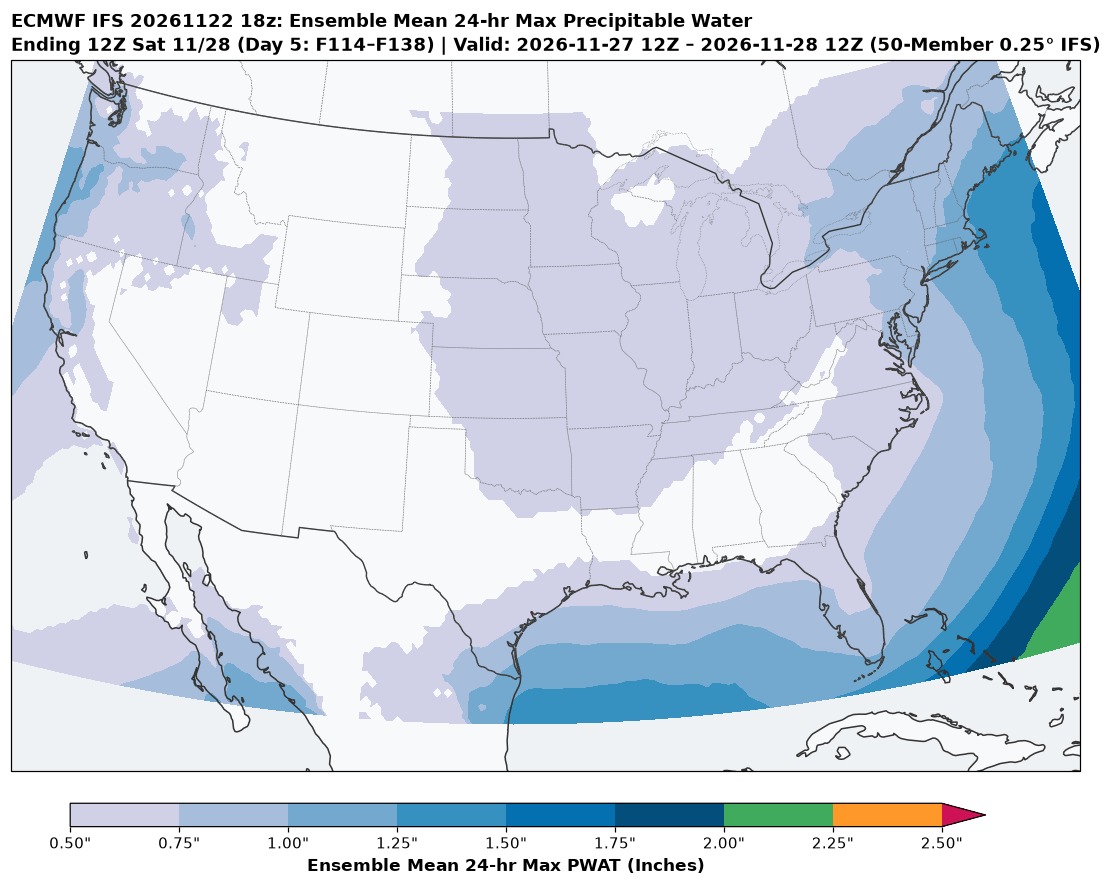 ECMWF IFS 20261122 18z: Ensemble Mean 24-hr Max Precipitable Water
Ending 12Z Sat 11/28 (Day 5: F114–F138) | Valid: 2026-11-27 12Z – 2026-11-28 12Z (50-Member 0.25° IFS)
0.50" 0.75" 1.00" 1.25" 1.50" 1.75" 2.00" 2.25" 2.50"
Ensemble Mean 24-hr Max PWAT (Inches)